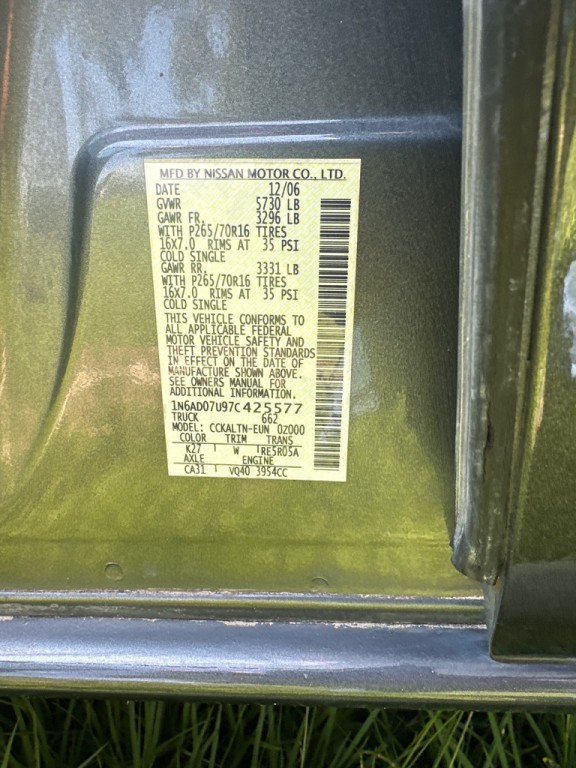 MFD BY NISSAN MOTOR CO., LTD.
DATE 12/06
GVWR 5730 LB
GAWR FR. 3296 LB
WITH P265/70R16 TIRES
16X7.0 RIMS AT 35 PSI
COLD SINGLE
GAWR RR. 3331 LB
WITH P265/70R16 TIRES
16X7.0 RIMS AT 35 PSI
COLD SINGLE
THIS VEHICLE CONFORMS TO
ALL APPLICABLE FEDERAL
MOTOR VEHICLE SAFETY AND
THEFT PREVENTION STANDARDS
IN EFFECT ON THE DATE OF
MANUFACTURE SHOWN ABOVE.
SEE OWNERS MANUAL FOR
ADDITIONAL INFORMATION
1N6AD07U97C425577
TRUCK 662
MODEL: CCKALTN-EUN 0Z000
COLOR TRIM TRANS
K27 W RE5R05A
AXLE ENGINE
CA31 VQ40 3954CC